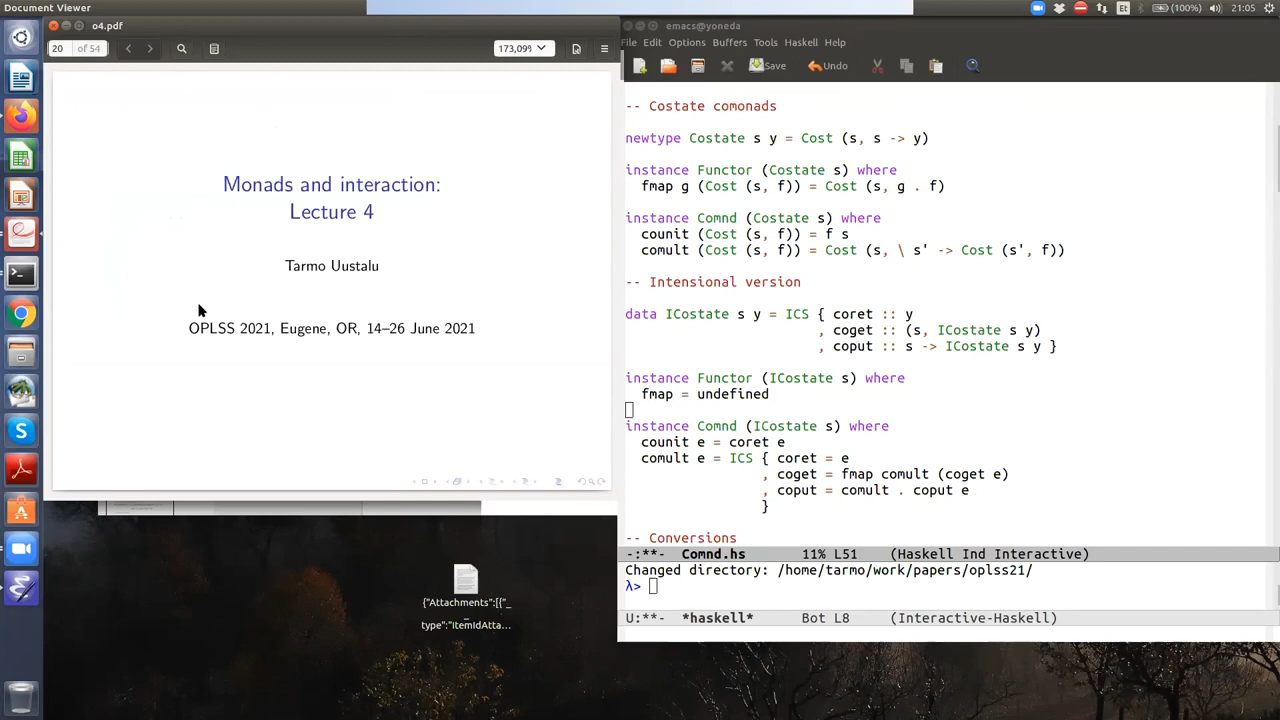 Document Viewer
Et
(100%)
21:05
o4.pdf
20 of 54
173,09%
Monads and interaction:
Lecture 4
Tarmo Uustalu
OPLSS 2021, Eugene, OR, 14–26 June 2021
{"Attachments":[{"_
_
type":"ItemIdAtta...
emacs@yoneda
File Edit Options Buffers Tools Haskell Help
Save Undo
-- Costate comonads
newtype Costate s y = Cost (s, s -> y)
instance Functor (Costate s) where
fmap g (Cost (s, f)) = Cost (s, g . f)
instance Comnd (Costate s) where
counit (Cost (s, f)) = f s
comult (Cost (s, f)) = Cost (s, \ s' -> Cost (s', f))
-- Intensional version
data ICostate s y = ICS { coret :: y
, coget :: (s, ICostate s y)
, coput :: s -> ICostate s y }
instance Functor (ICostate s) where
fmap = undefined
instance Comnd (ICostate s) where
counit e = coret e
comult e = ICS { coret = e
, coget = fmap comult (coget e)
, coput = comult . coput e
}
-- Conversions
-:**- Comnd.hs 11% L51 (Haskell Ind Interactive)
Changed directory: /home/tarmo/work/papers/oplss21/
λ>
U:**- *haskell* Bot L8 (Interactive-Haskell)